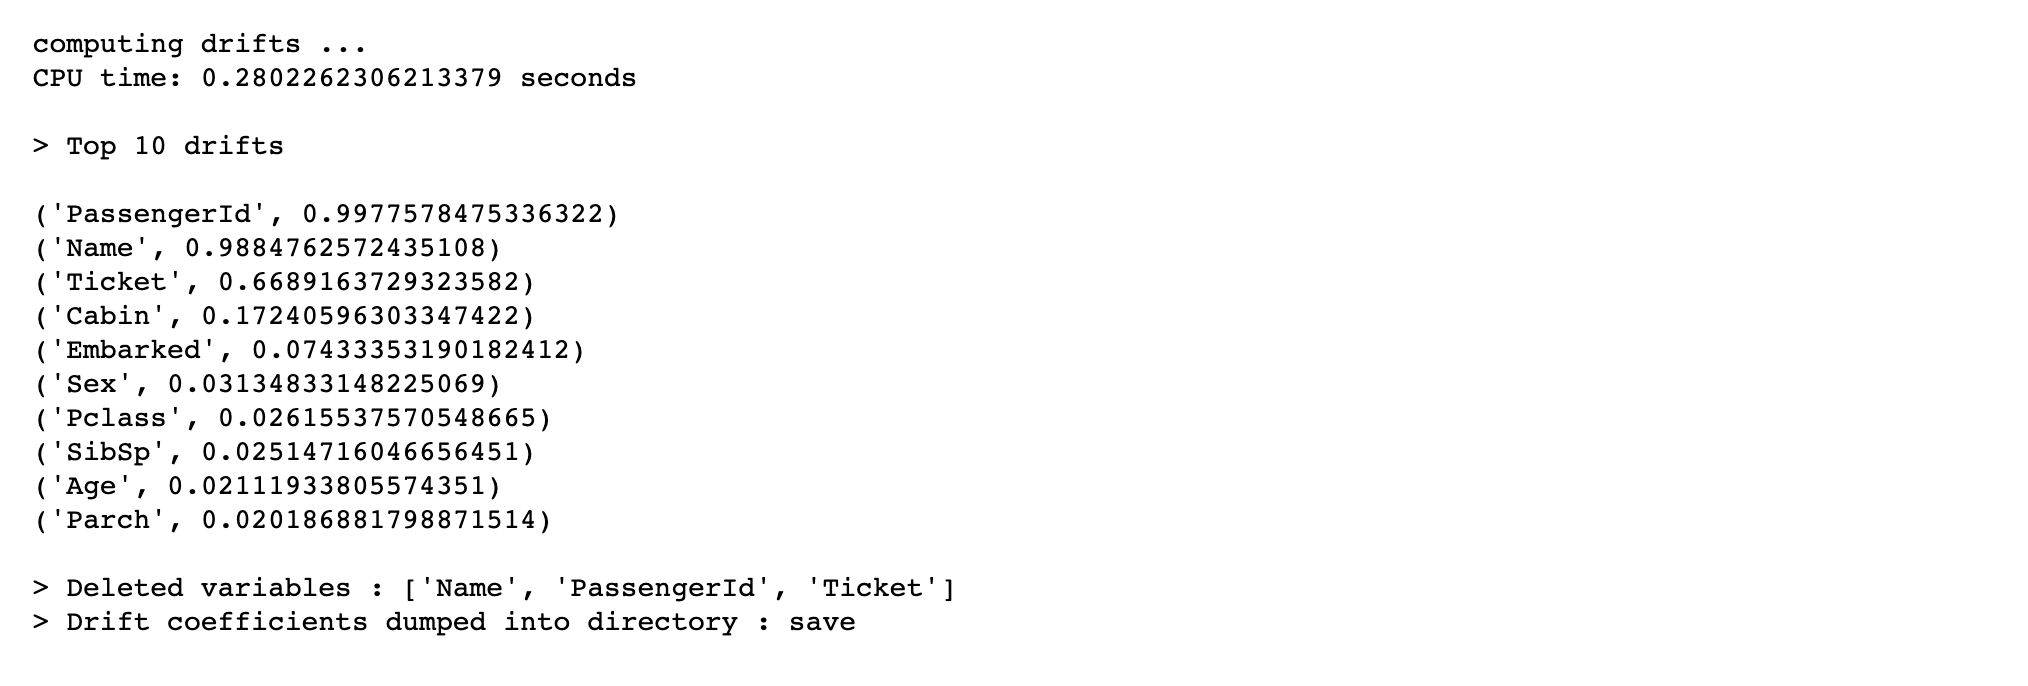 computing drifts ...
CPU time: 0.2802262306213379 seconds
> Top 10 drifts
('PassengerId', 0.9977578475336322)
('Name', 0.9884762572435108)
('Ticket', 0.6689163729323582)
('Cabin', 0.17240596303347422)
('Embarked', 0.07433353190182412)
('Sex', 0.03134833148225069)
('Pclass', 0.02615537570548665)
('SibSp', 0.02514716046656451)
('Age', 0.02111933805574351)
('Parch', 0.020186881798871514)
> Deleted variables : ['Name', 'PassengerId', 'Ticket']
> Drift coefficients dumped into directory : save